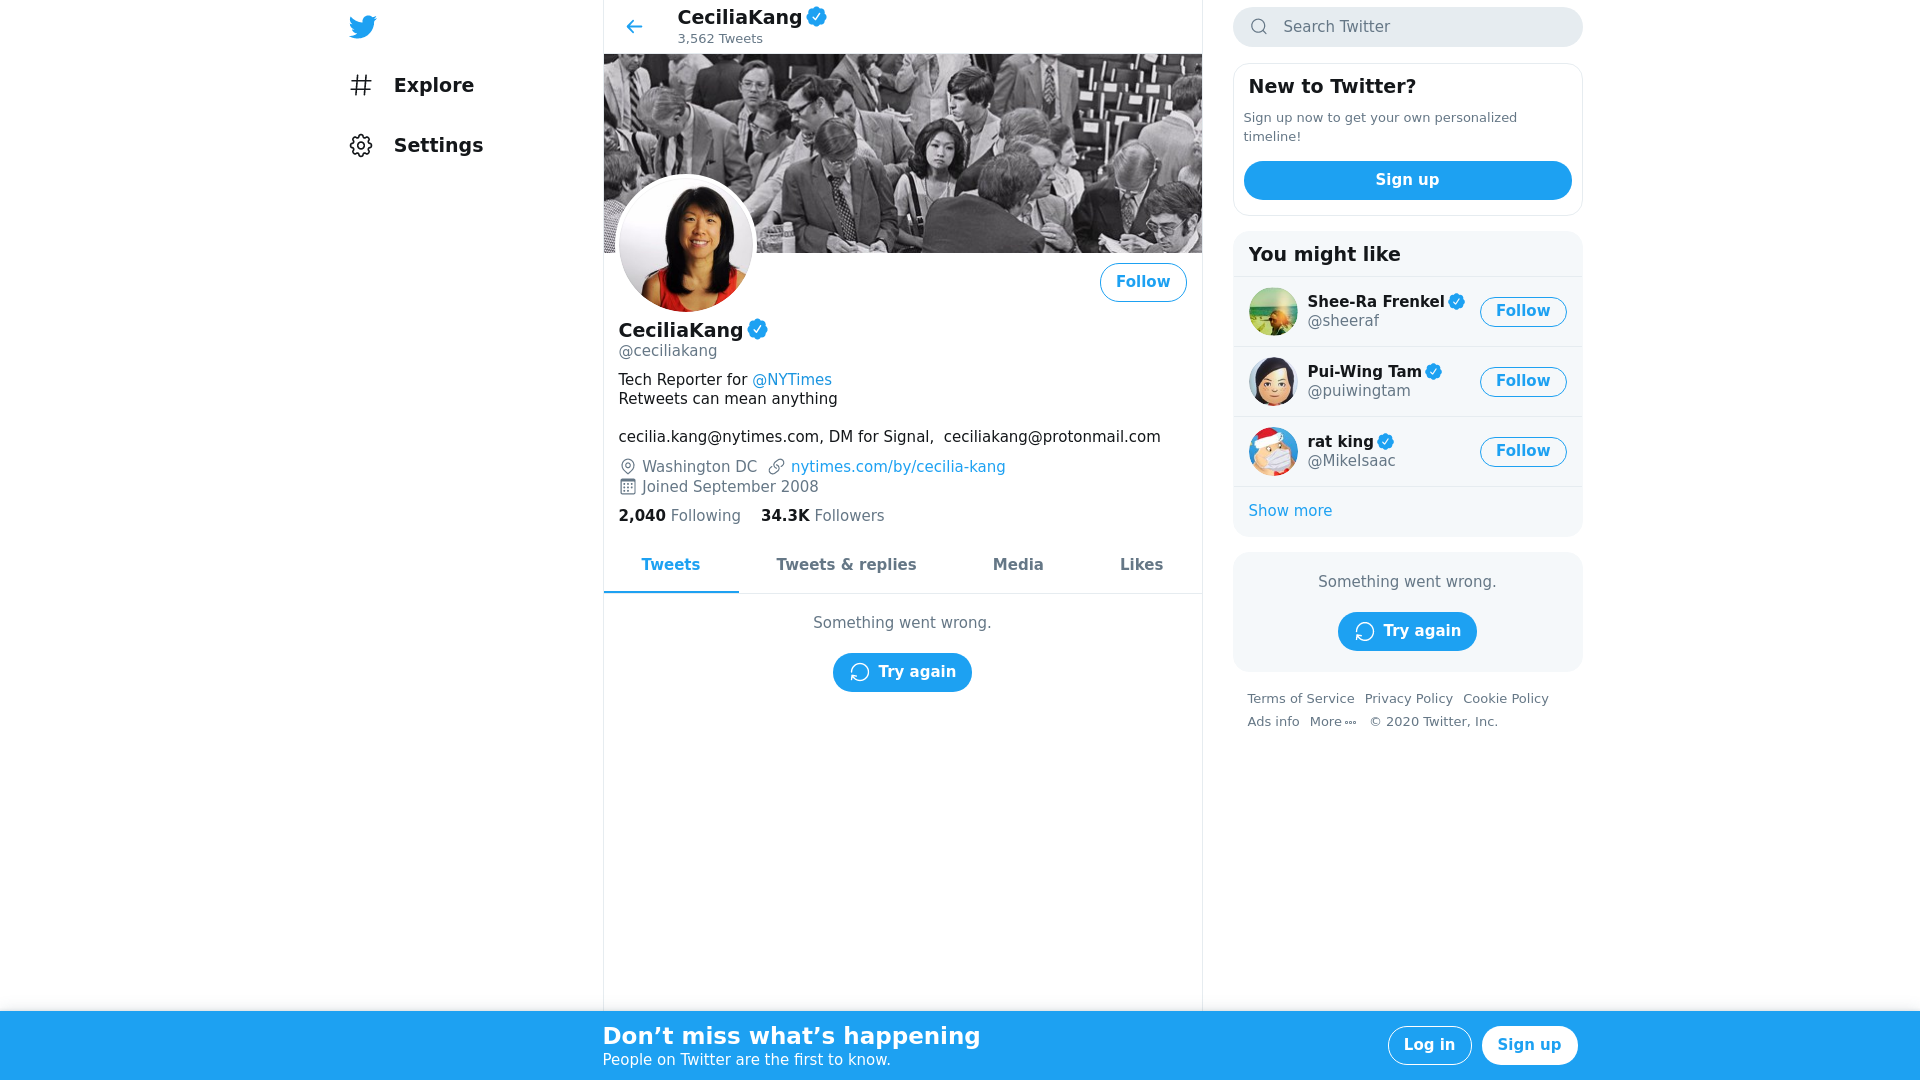 Explore
Settings
CeciliaKang
3,562 Tweets
Follow
CeciliaKang
@ceciliakang
Tech Reporter for @NYTimes
Retweets can mean anything
cecilia.kang@nytimes.com, DM for Signal, ceciliakang@protonmail.com
Washington DC nytimes.com/by/cecilia-kang
Joined September 2008
2,040 Following 34.3K Followers
Tweets Tweets & replies Media Likes
Something went wrong.
Try again
Search Twitter
New to Twitter?
Sign up now to get your own personalized
timeline!
Sign up
You might like
Shee-Ra Frenkel
@sheeraf
Follow
Pui-Wing Tam
@puiwingtam
Follow
rat king
@MikeIsaac
Follow
Show more
Something went wrong.
Try again
Terms of Service Privacy Policy Cookie Policy
Ads info More © 2020 Twitter, Inc.
Don’t miss what’s happening
People on Twitter are the first to know.
Log in
Sign up